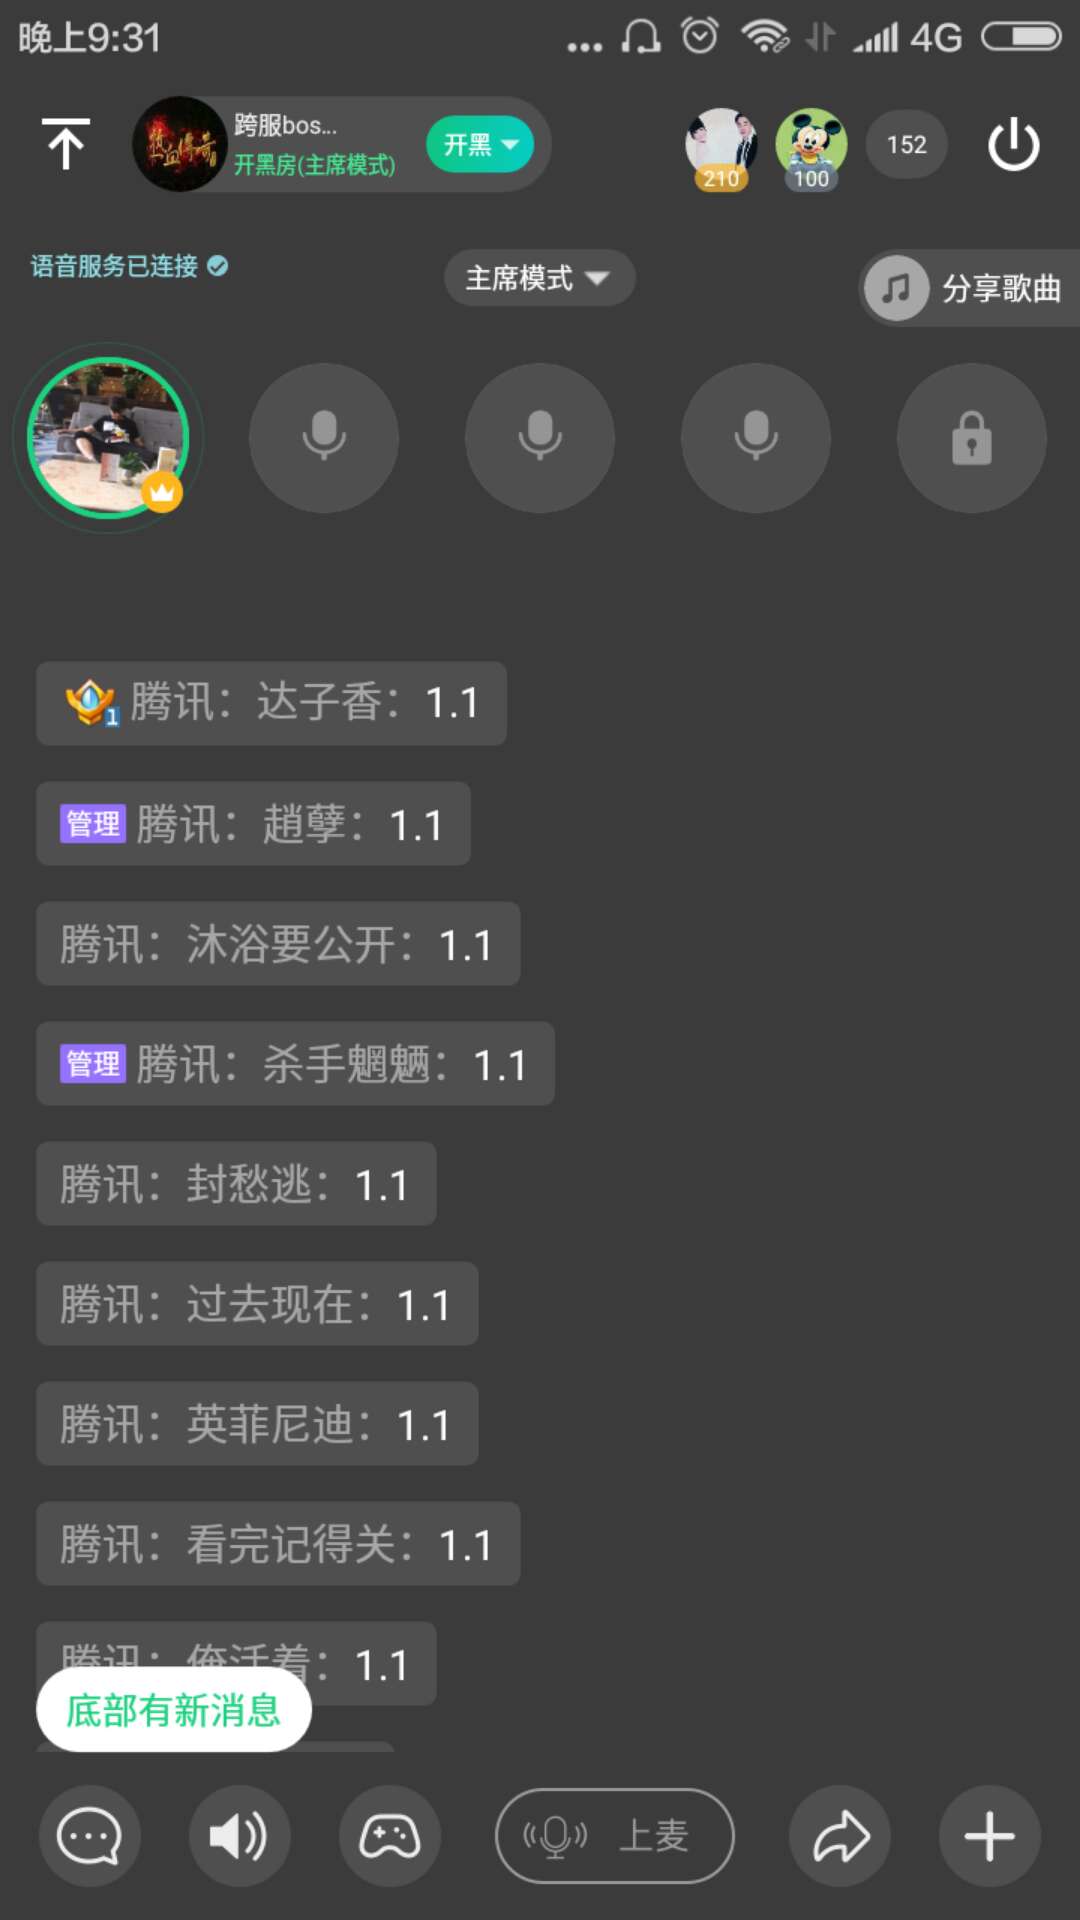 晚上9:31
4G
热血传奇
跨服bos...
开黑房(主席模式)
开黑
210
100
152
语音服务已连接
主席模式
分享歌曲
1 腾讯：达子香：1.1
管理 腾讯：趙孽：1.1
腾讯：沐浴要公开：1.1
管理 腾讯：杀手魍魉：1.1
腾讯：封愁逃：1.1
腾讯：过去现在：1.1
腾讯：英菲尼迪：1.1
腾讯：看完记得关：1.1
腾讯：俺活着：1.1
底部有新消息
上麦